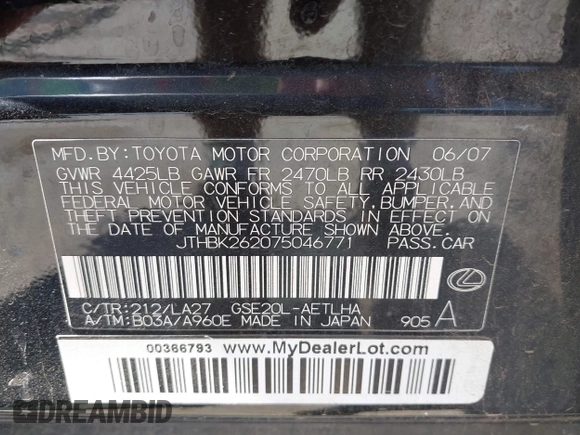 MFD.BY:TOYOTA MOTOR CORPORATION 06/07
GVWR 4425LB GAWR FR 2470LB RR 2430LB
THIS VEHICLE CONFORMS TO ALL APPLICABLE
FEDERAL MOTOR VEHICLE SAFETY,BUMPER,AND
THEFT PREVENTION STANDARDS IN EFFECT ON
THE DATE OF MANUFACTURE SHOWN ABOVE.
JTHBK262075046771 PASS.CAR
C/TR:212/LA27 GSE20L-AETLHA
A/TM:B03A/A960E MADE IN JAPAN 905 A
00366793 www.MyDealerLot.com
DREAMBID